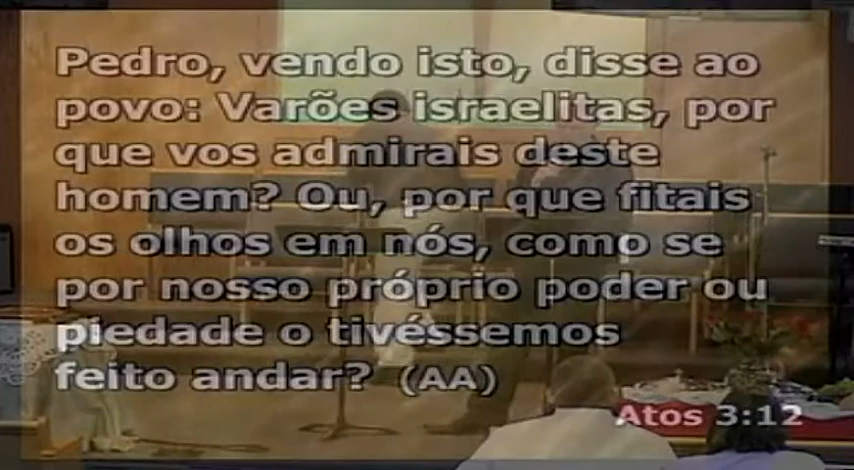 Pedro, vendo isto, disse ao
povo: Varões israelitas, por
que vos admirais deste
homem? Ou, por que fitais
os olhos em nós, como se
por nosso próprio poder ou
piedade o tivéssemos
feito andar? (AA)
Atos 3:12